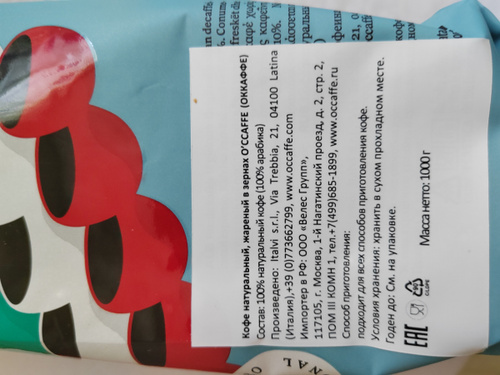 Кофе натуральный, жареный в зернах O'CCAFFE (ОККАФФЕ)
Состав: 100% натуральный кофе (100% арабика)
Произведено: Italvi s.r.l., Via Trebbia, 21, 04100 Latina
(Италия),+39 (0)773662799, www.occaffe.com
Импортер в РФ: ООО «Велес Групп»,
117105, г. Москва, 1-й Нагатинский проезд, д. 2, стр. 2,
ПОМ III КОМН 1, тел.+7(499)685-1899, www.occaffe.ru
Способ приготовления:
подходит для всех способов приготовления кофе.
Условия хранения: хранить в сухом прохладном месте.
Годен до: См. на упаковке.
Масса нетто: 1000 г
EAC